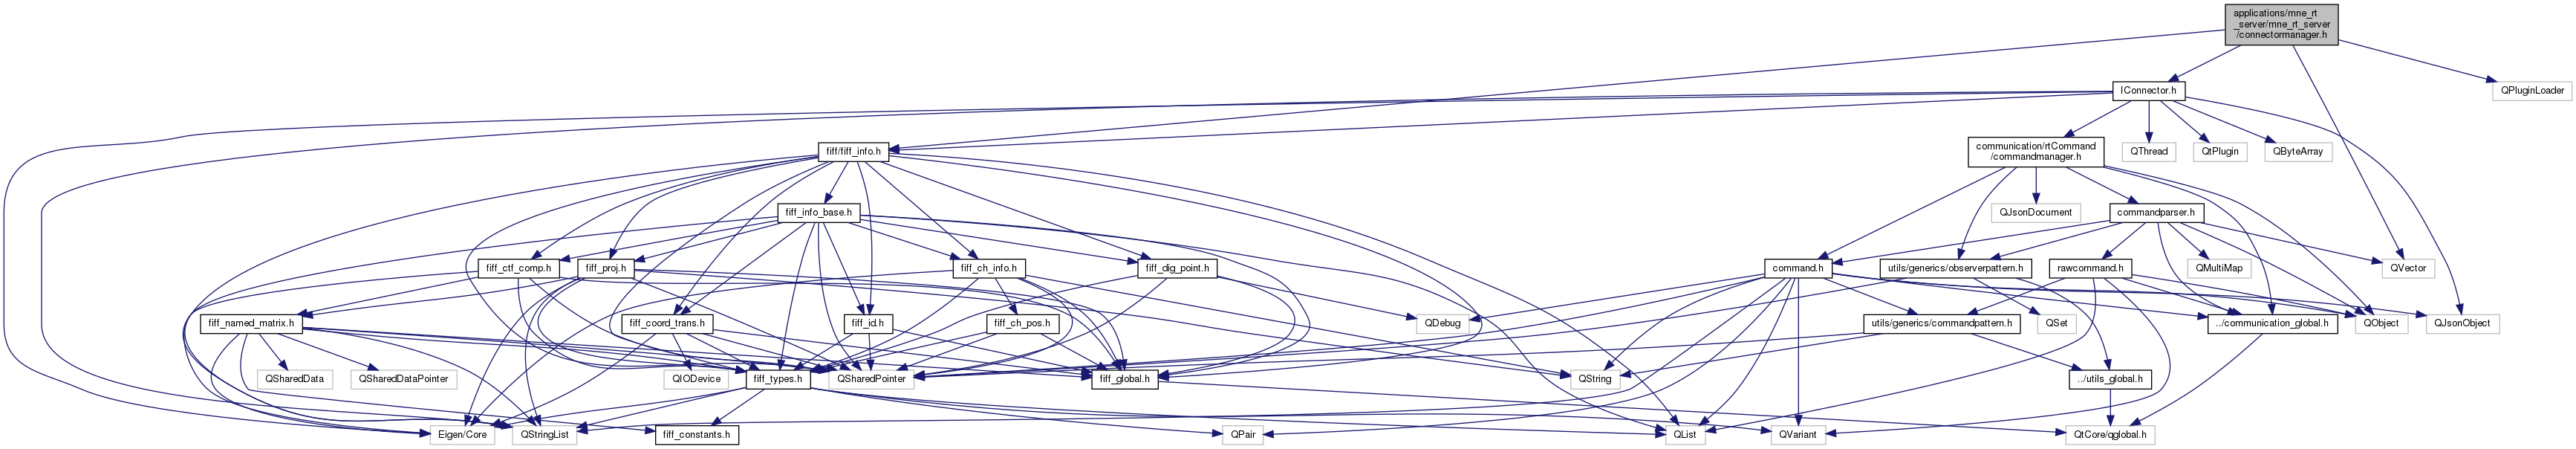 applications/mne_rt
_server/mne_rt_server
/connectormanager.h
IConnector.h
QPluginLoader
fiff/fiff_info.h
communication/rtCommand
/commandmanager.h
QThread
QtPlugin
QByteArray
fiff_info_base.h
QJsonDocument
commandparser.h
fiff_ctf_comp.h
fiff_proj.h
fiff_ch_info.h
fiff_dig_point.h
command.h
utils/generics/observerpattern.h
rawcommand.h
QMultiMap
QVector
fiff_named_matrix.h
fiff_coord_trans.h
fiff_id.h
fiff_ch_pos.h
QDebug
utils/generics/commandpattern.h
QSet
../communication_global.h
QObject
QJsonObject
QSharedData
QSharedDataPointer
QIODevice
fiff_types.h
QSharedPointer
fiff_global.h
QString
../utils_global.h
Eigen/Core
QStringList
fiff_constants.h
QPair
QList
QVariant
QtCore/qglobal.h